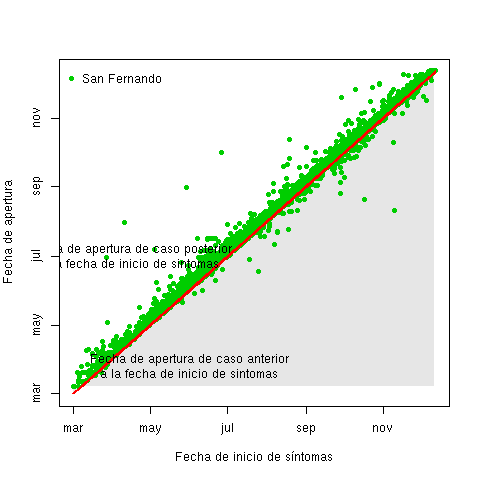 San Fernando
Fecha de apertura
nov
sep
jul
may
mar
de apertura de caso posterior
fecha de inicio de síntomas
Fecha de apertura de caso anterior
a la fecha de inicio de síntomas
mar may jul sep nov
Fecha de inicio de síntomas